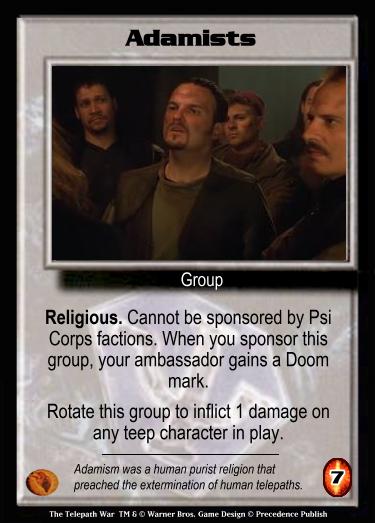 Adamists
Group
Religious. Cannot be sponsored by Psi
Corps factions. When you sponsor this
group, your ambassador gains a Doom
mark.
Rotate this group to inflict 1 damage on
any teep character in play.
Adamism was a human purist religion that
preached the extermination of human telepaths.
7
The Telepath War TM & © Warner Bros. Game Design © Precedence Publish